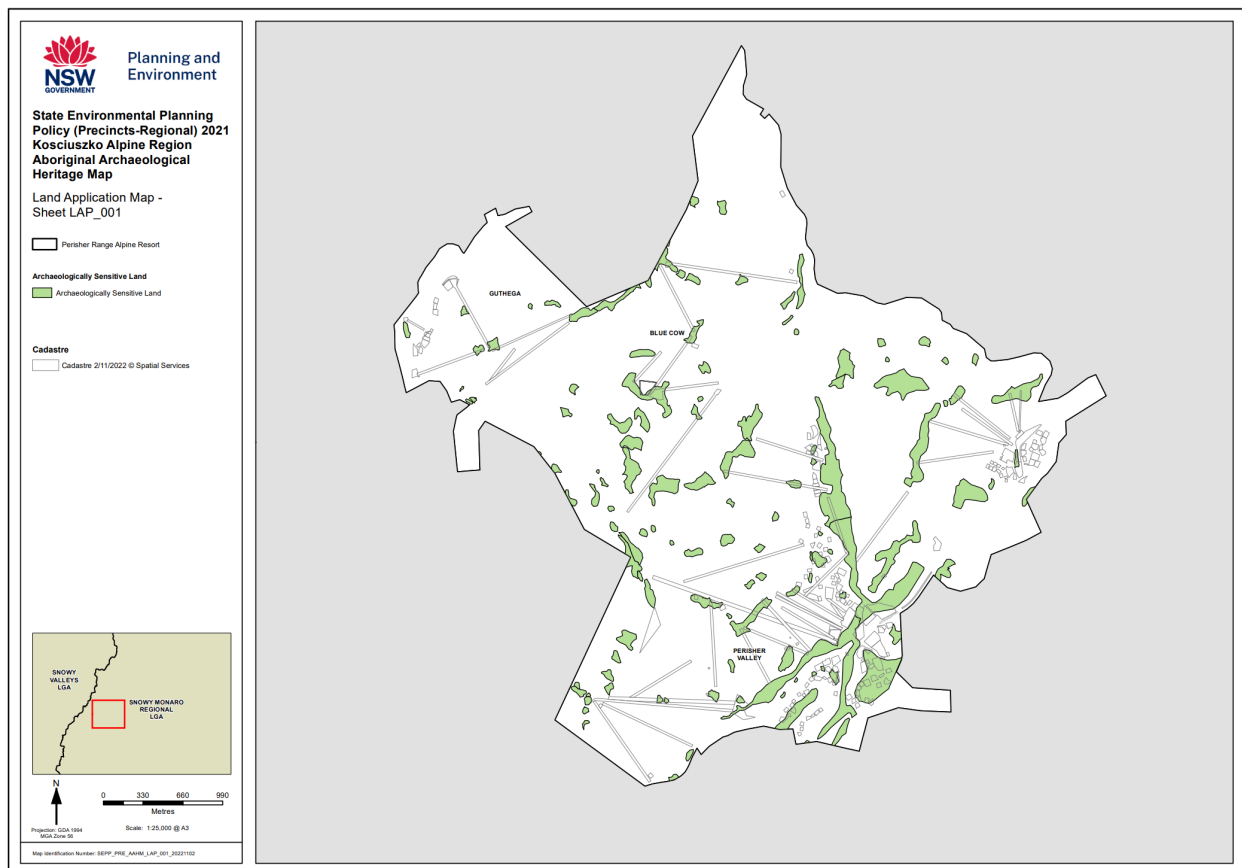 NSW
GOVERNMENT
Planning and
Environment
State Environmental Planning
Policy (Precincts-Regional) 2021
Kosciuszko Alpine Region
Aboriginal Archaeological
Heritage Map
Land Application Map -
Sheet LAP_001
Perisher Range Alpine Resort
Archaeologically Sensitive Land
Archaeologically Sensitive Land
Cadastre
Cadastre 2/11/2022 © Spatial Services
SNOWY
VALLEYS
LGA
SNOWY MONARO
REGIONAL
LGA
N
0 330 660 990
Metres
Projection: GDA 1994
MGA Zone 56
Scale: 1:25,000 @ A3
Map Identification Number: SEPP_PRE_AAHM_LAP_001_20221102
GUTHEGA
BLUE COW
PERISHER
VALLEY